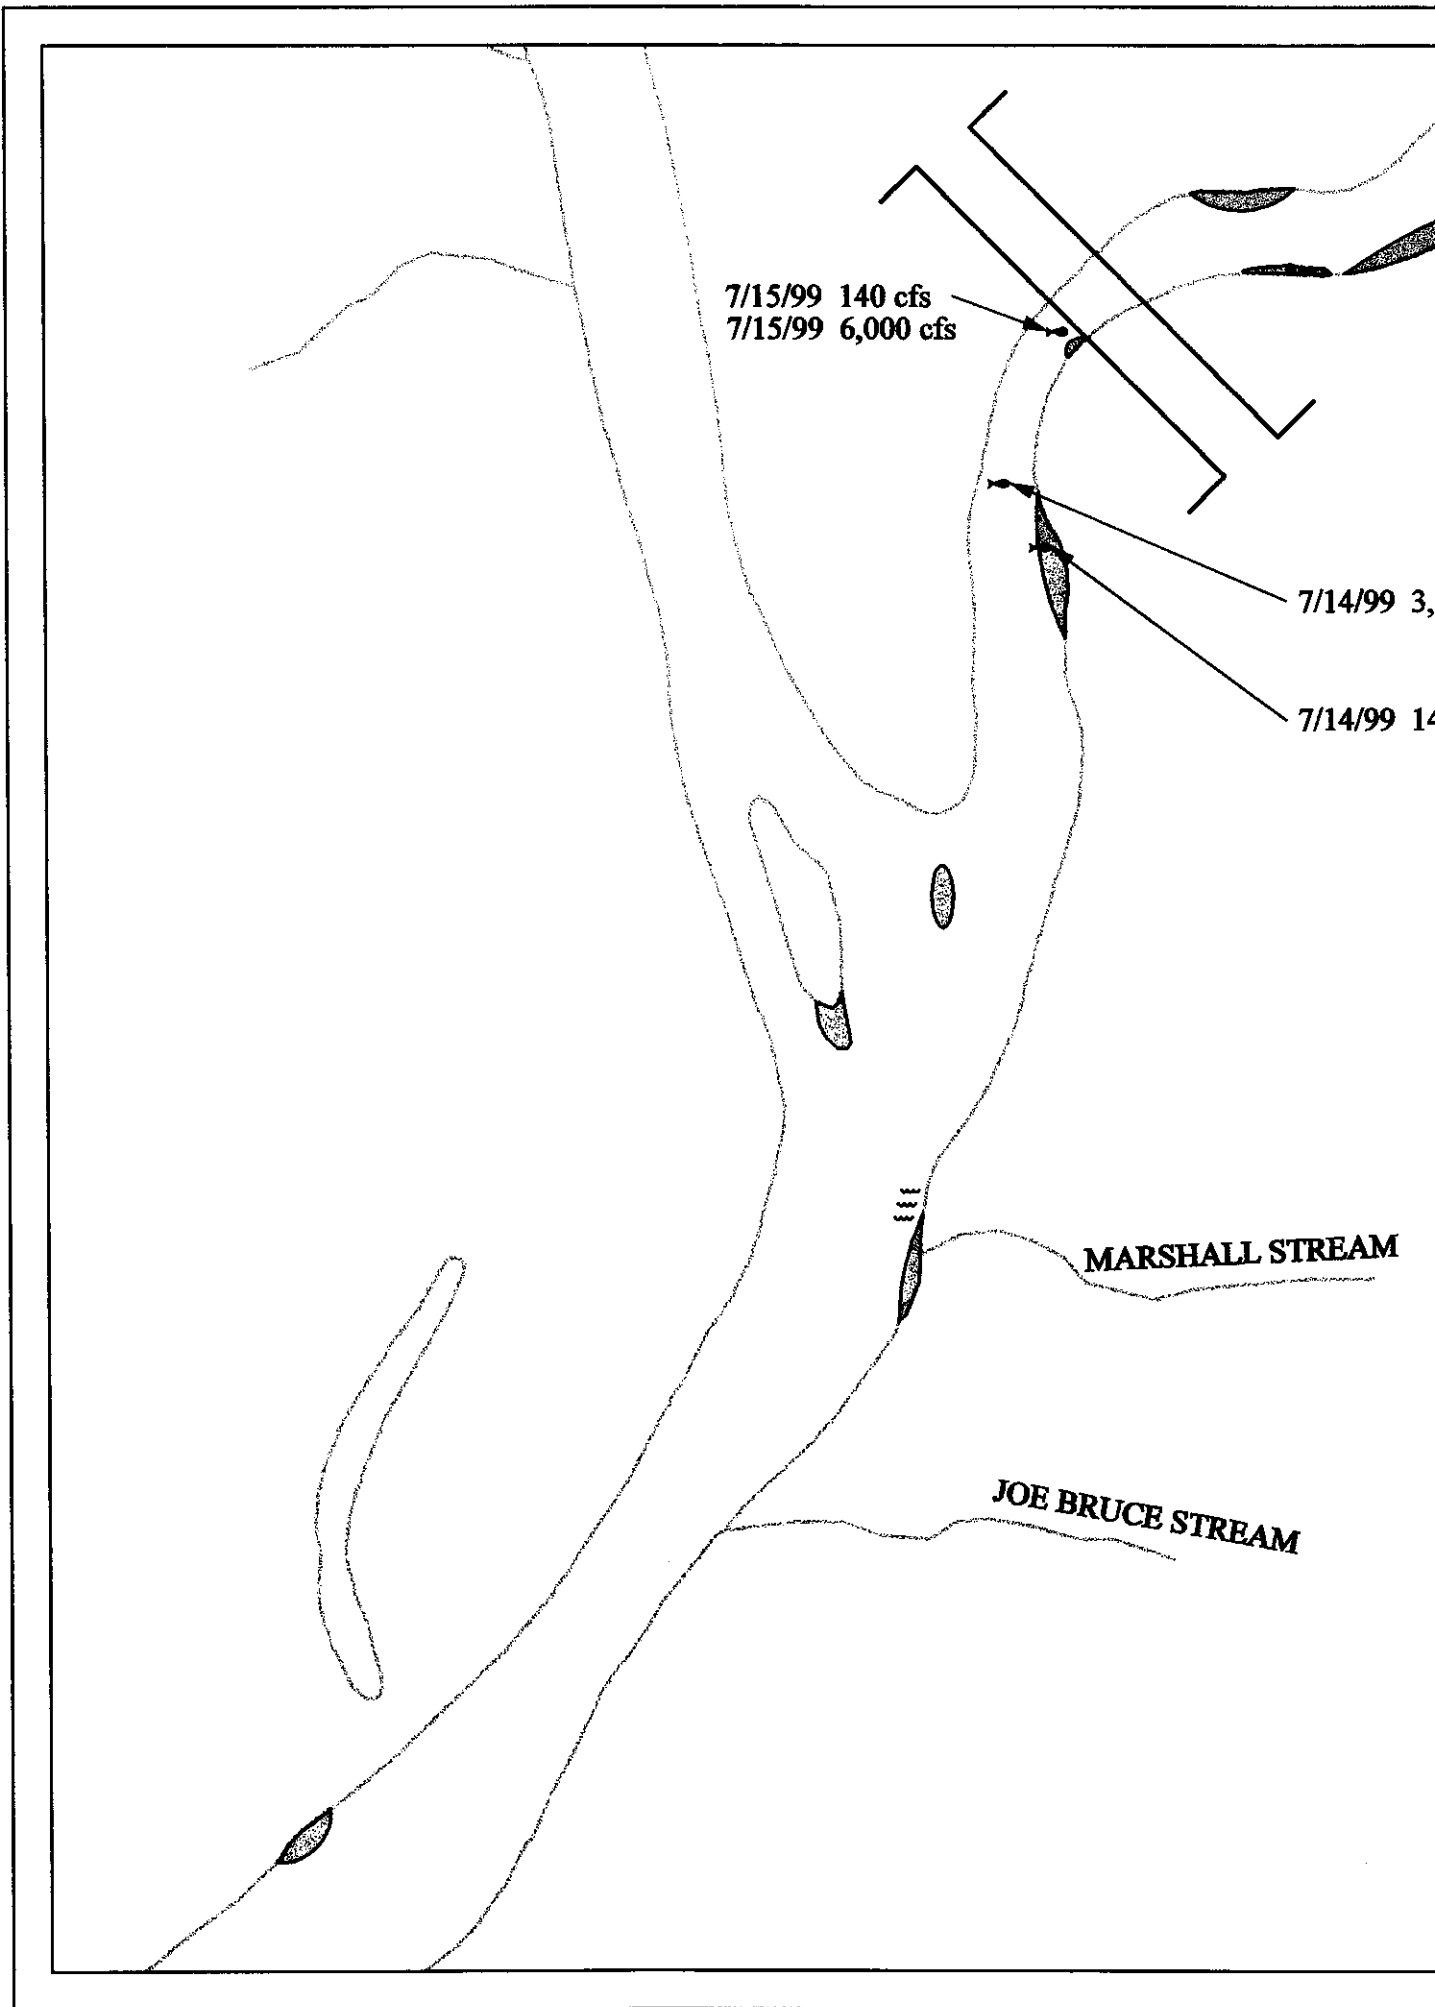 7/15/99 140 cfs
7/15/99 6,000 cfs
7/14/99 3,
7/14/99 14
MARSHALL STREAM
JOE BRUCE STREAM